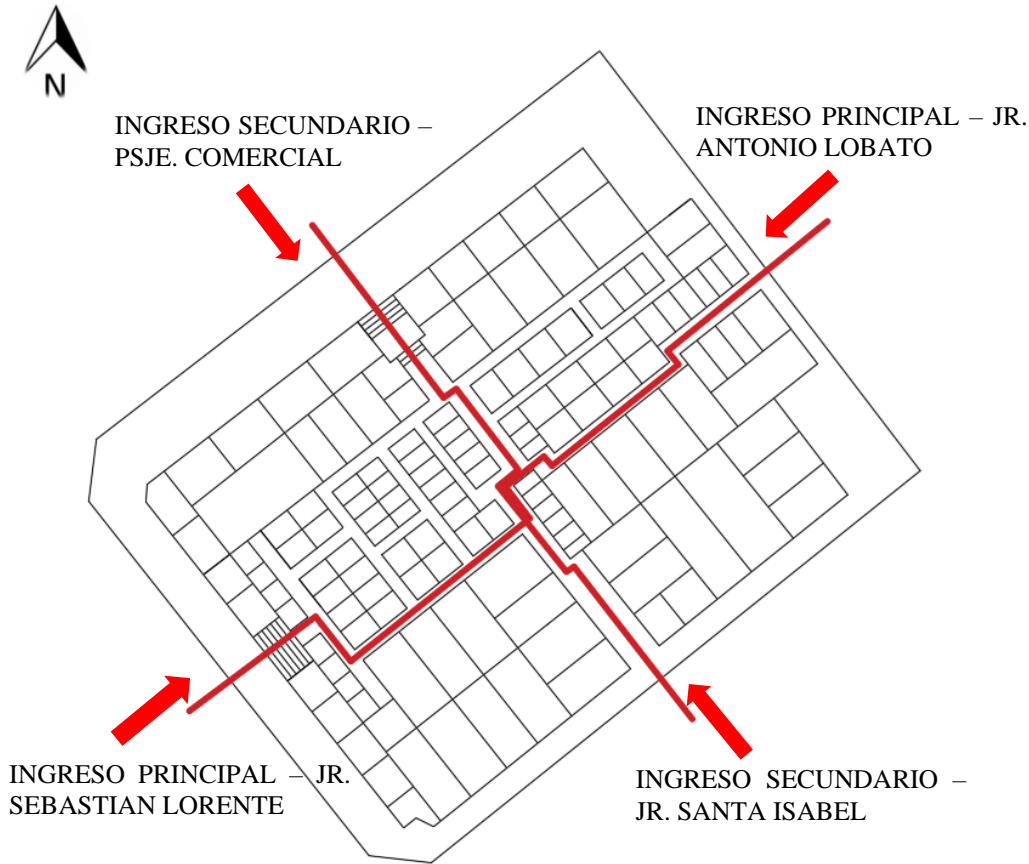 N
INGRESO SECUNDARIO –
PSJE. COMERCIAL
INGRESO PRINCIPAL – JR.
ANTONIO LOBATO
INGRESO PRINCIPAL – JR.
SEBASTIAN LORENTE
INGRESO SECUNDARIO –
JR. SANTA ISABEL